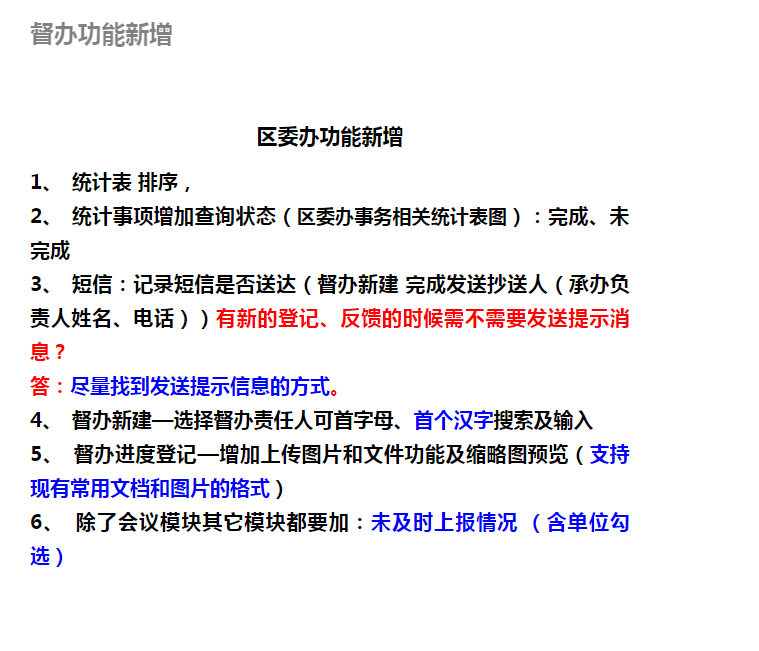 督办功能新增
区委办功能新增
1、 统计表 排序，
2、 统计事项增加查询状态（区委办事务相关统计表图）：完成、未
完成
3、 短信：记录短信是否送达（督办新建 完成发送抄送人（承办负
责人姓名、电话））有新的登记、反馈的时候需不需要发送提示消
息？
答：尽量找到发送提示信息的方式。
4、 督办新建—选择督办责任人可首字母、首个汉字搜索及输入
5、 督办进度登记—增加上传图片和文件功能及缩略图预览（支持
现有常用文档和图片的格式）
6、 除了会议模块其它模块都要加：未及时上报情况 （含单位勾
选）